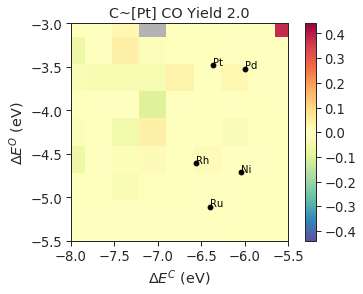 C~[Pt] CO Yield 2.0
−3.0
−3.5
−4.0
−4.5
−5.0
−5.5
ΔE^O (eV)
Pt
Pd
Rh
Ni
Ru
−8.0 −7.5 −7.0 −6.5 −6.0 −5.5
ΔE^C (eV)
0.4
0.3
0.2
0.1
0.0
−0.1
−0.2
−0.3
−0.4